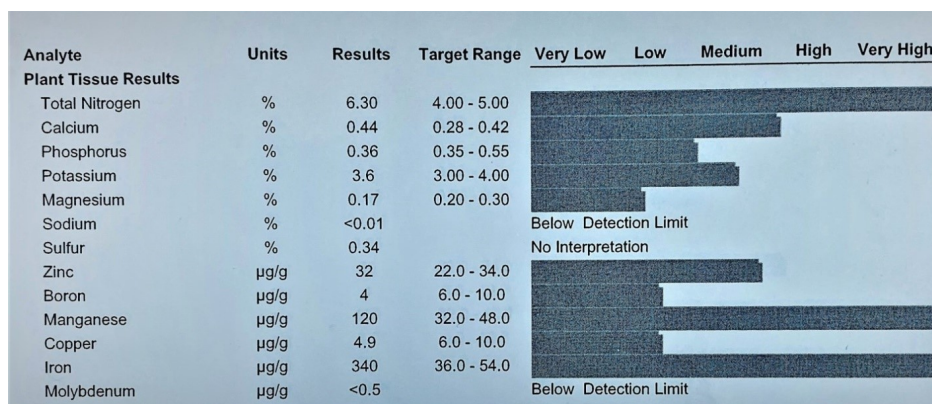 Analyte Units Results Target Range Very Low Low Medium High Very High
Plant Tissue Results
Total Nitrogen % 6.30 4.00 - 5.00
Calcium % 0.44 0.28 - 0.42
Phosphorus % 0.36 0.35 - 0.55
Potassium % 3.6 3.00 - 4.00
Magnesium % 0.17 0.20 - 0.30
Sodium % <0.01 Below Detection Limit
Sulfur % 0.34 No Interpretation
Zinc µg/g 32 22.0 - 34.0
Boron µg/g 4 6.0 - 10.0
Manganese µg/g 120 32.0 - 48.0
Copper µg/g 4.9 6.0 - 10.0
Iron µg/g 340 36.0 - 54.0
Molybdenum µg/g <0.5 Below Detection Limit